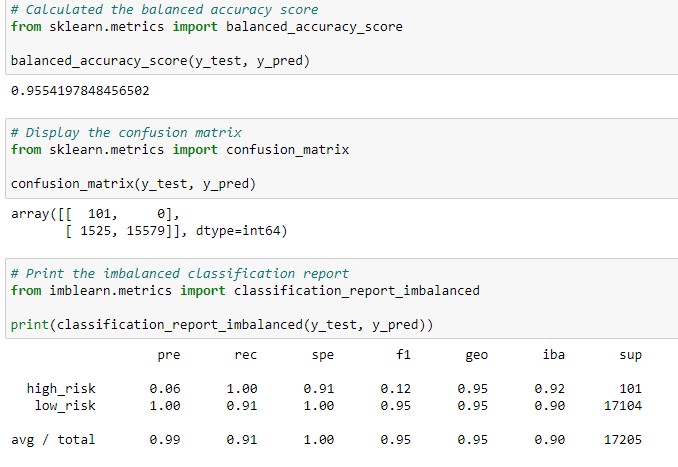 # Calculated the balanced accuracy score
from sklearn.metrics import balanced_accuracy_score
balanced_accuracy_score(y_test, y_pred)
0.9554197848456502
# Display the confusion matrix
from sklearn.metrics import confusion_matrix
confusion_matrix(y_test, y_pred)
array([[  101,     0],
       [ 1525, 15579]], dtype=int64)
# Print the imbalanced classification report
from imblearn.metrics import classification_report_imbalanced
print(classification_report_imbalanced(y_test, y_pred))
pre rec spe f1 geo iba sup
high_risk 0.06 1.00 0.91 0.12 0.95 0.92 101
low_risk 1.00 0.91 1.00 0.95 0.95 0.90 17104
avg / total 0.99 0.91 1.00 0.95 0.95 0.90 17205